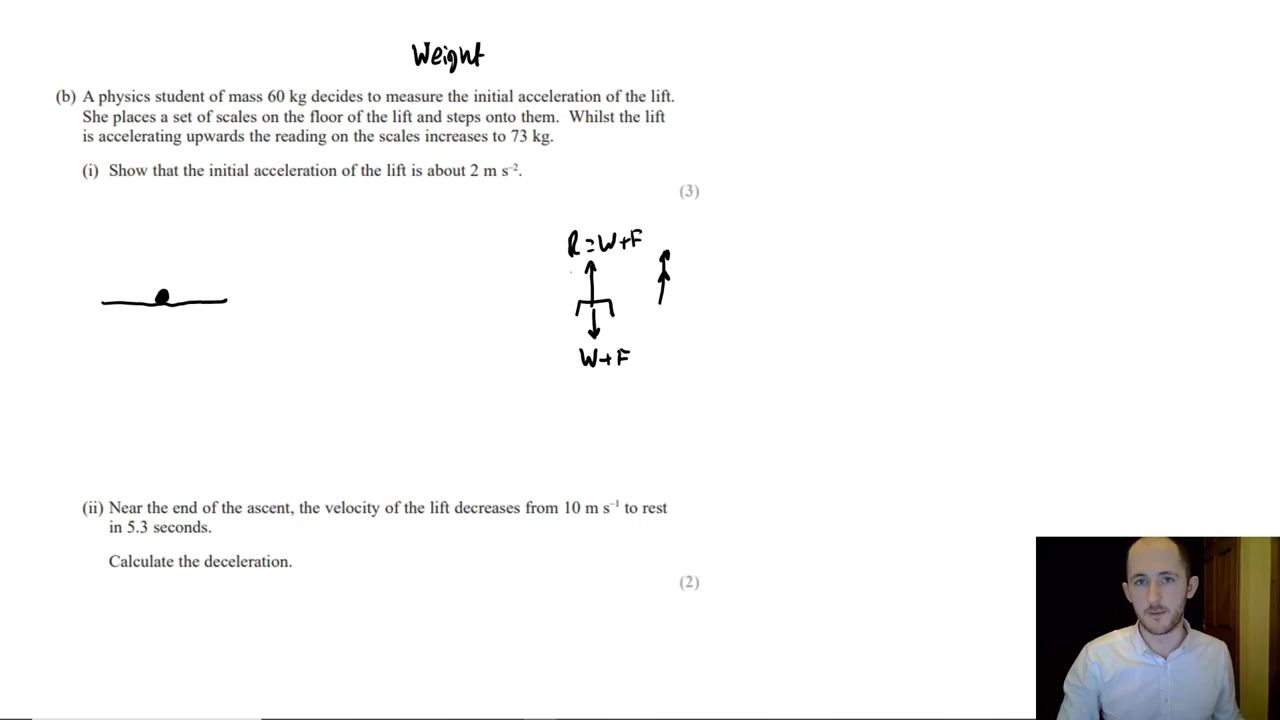 Weight
(b) A physics student of mass 60 kg decides to measure the initial acceleration of the lift.
She places a set of scales on the floor of the lift and steps onto them. Whilst the lift
is accelerating upwards the reading on the scales increases to 73 kg.
(i) Show that the initial acceleration of the lift is about 2 m s⁻².
(3)
R=W+F
W+F
(ii) Near the end of the ascent, the velocity of the lift decreases from 10 m s⁻¹ to rest
in 5.3 seconds.
Calculate the deceleration.
(2)